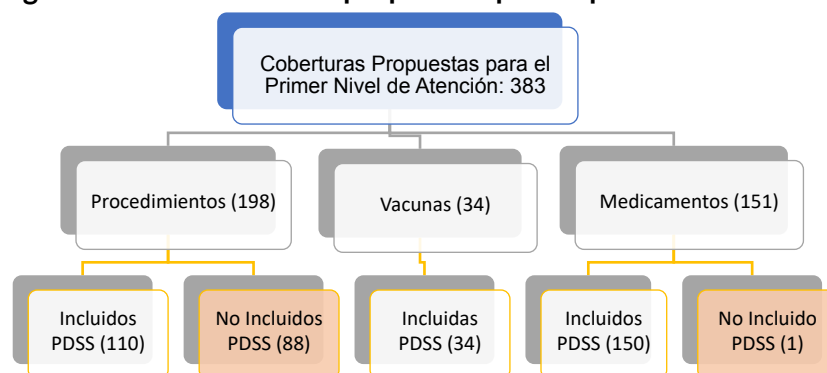 Coberturas Propuestas para el
Primer Nivel de Atención: 383
Procedimientos (198)
Vacunas (34)
Medicamentos (151)
Incluidos
PDSS (110)
No Incluidos
PDSS (88)
Incluidas
PDSS (34)
Incluidos
PDSS (150)
No Incluido
PDSS (1)